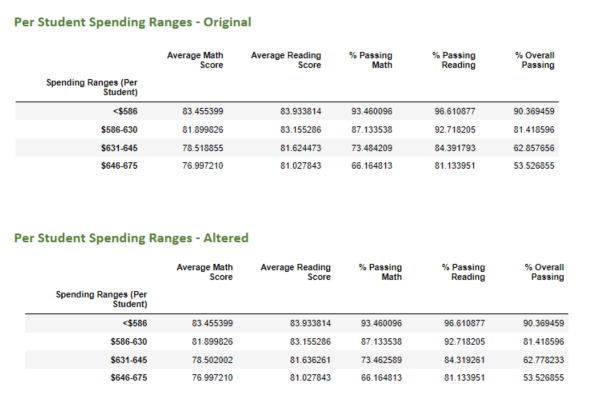 Per Student Spending Ranges - Original
Average Math Score Average Reading Score % Passing Math % Passing Reading % Overall Passing
Spending Ranges (Per Student)
<$586 83.455399 83.933814 93.460096 96.610877 90.369459
$586-630 81.899826 83.155286 87.133538 92.718205 81.418596
$631-645 78.518855 81.624473 73.484209 84.391793 62.857656
$646-675 76.997210 81.027843 66.164813 81.133951 53.526855
Per Student Spending Ranges - Altered
Average Math Score Average Reading Score % Passing Math % Passing Reading % Overall Passing
Spending Ranges (Per Student)
<$586 83.455399 83.933814 93.460096 96.610877 90.369459
$586-630 81.899826 83.155286 87.133538 92.718205 81.418596
$631-645 78.502002 81.636261 73.462589 84.319261 62.778233
$646-675 76.997210 81.027843 66.164813 81.133951 53.526855